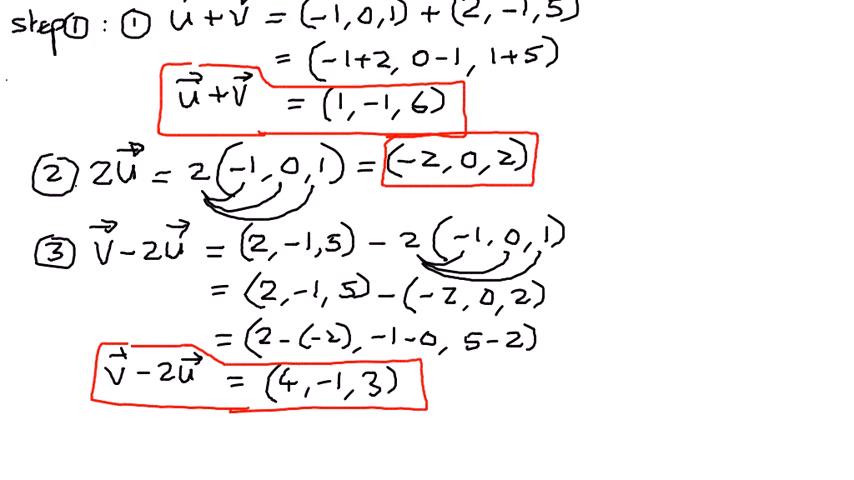 step① : ① u⃗ + v⃗ = (-1, 0, 1) + (2, -1, 5)
= (-1+2, 0-1, 1+5)
u⃗ + v⃗ = (1, -1, 6)
② 2u⃗ = 2(-1, 0, 1) = (-2, 0, 2)
③ v⃗ - 2u⃗ = (2, -1, 5) - 2(-1, 0, 1)
= (2, -1, 5) - (-2, 0, 2)
= (2-(-2), -1-0, 5-2)
v⃗ - 2u⃗ = (4, -1, 3)